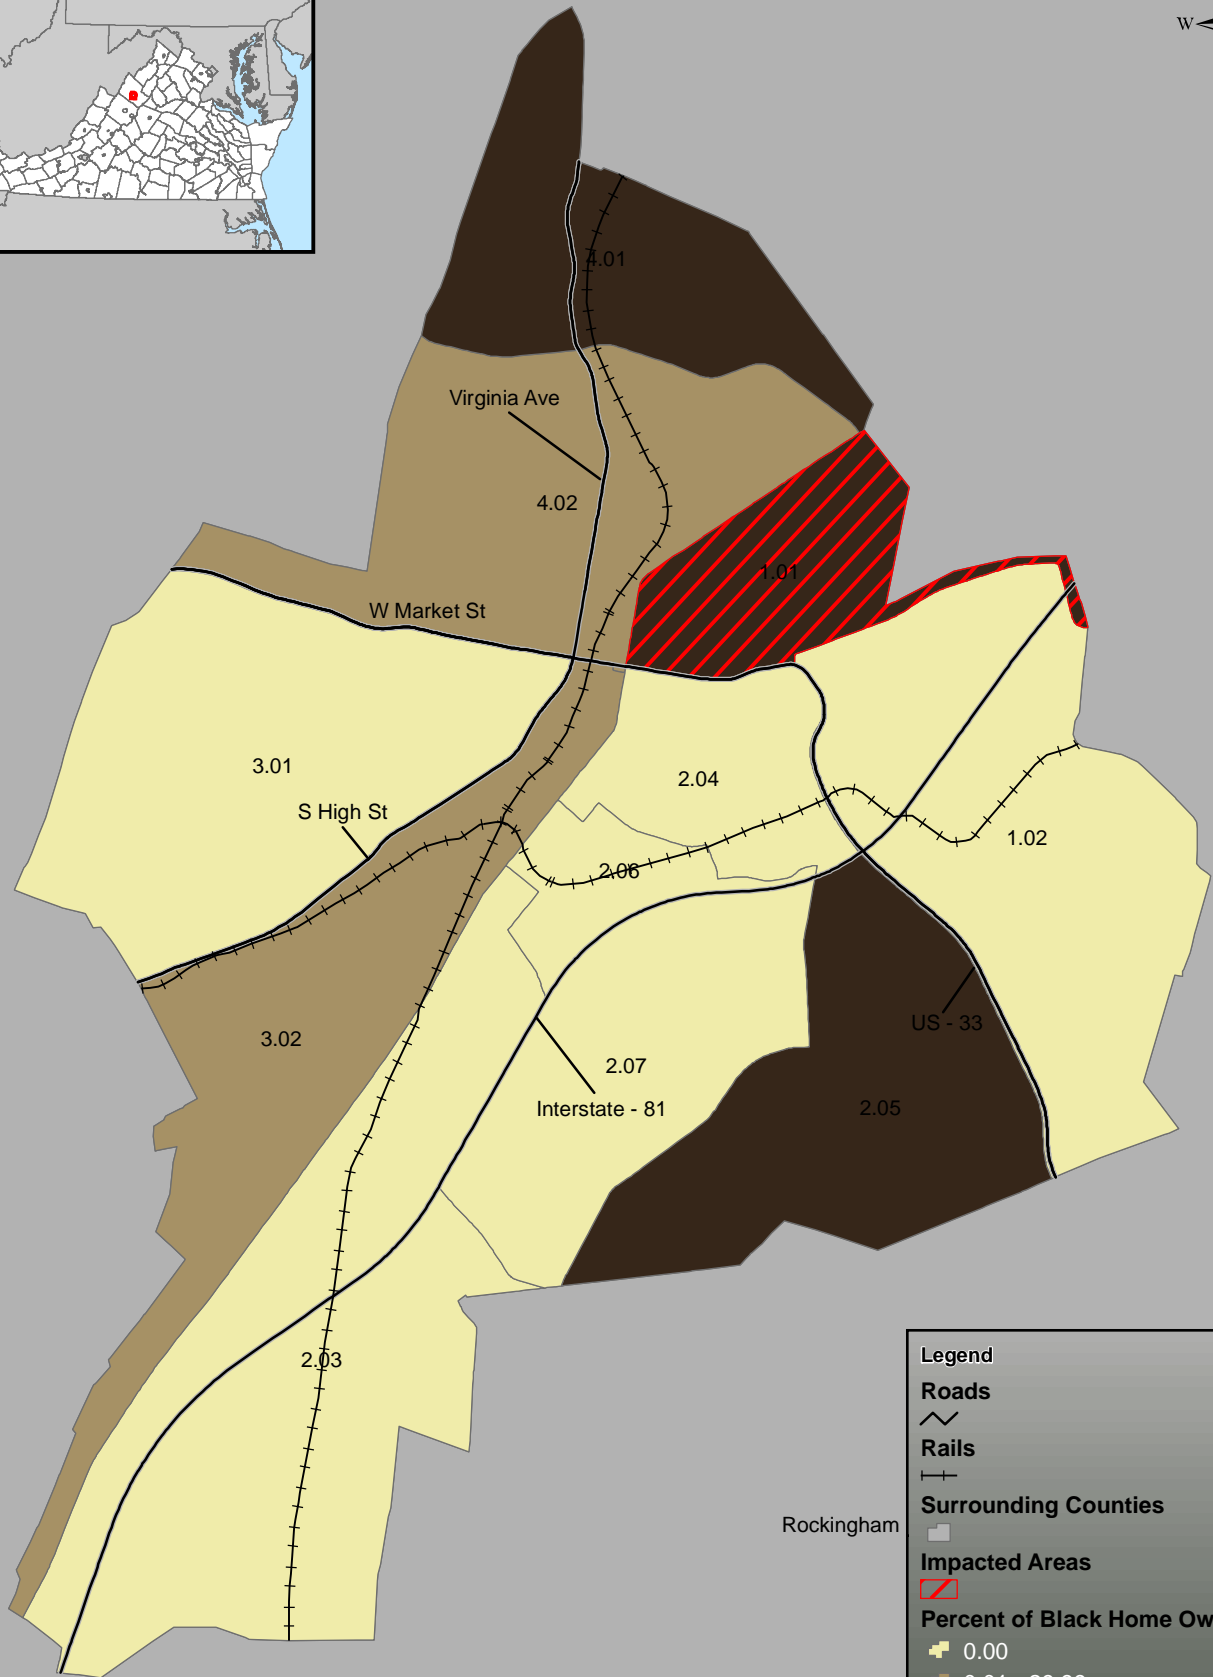 W
4.01
Virginia Ave
4.02
1.01
W Market St
3.01
2.04
S High St
1.02
2.06
US - 33
3.02
2.07
Interstate - 81
2.05
2.03
Rockingham
Legend
Roads
Rails
Surrounding Counties
Impacted Areas
Percent of Black Home Ow
0.00